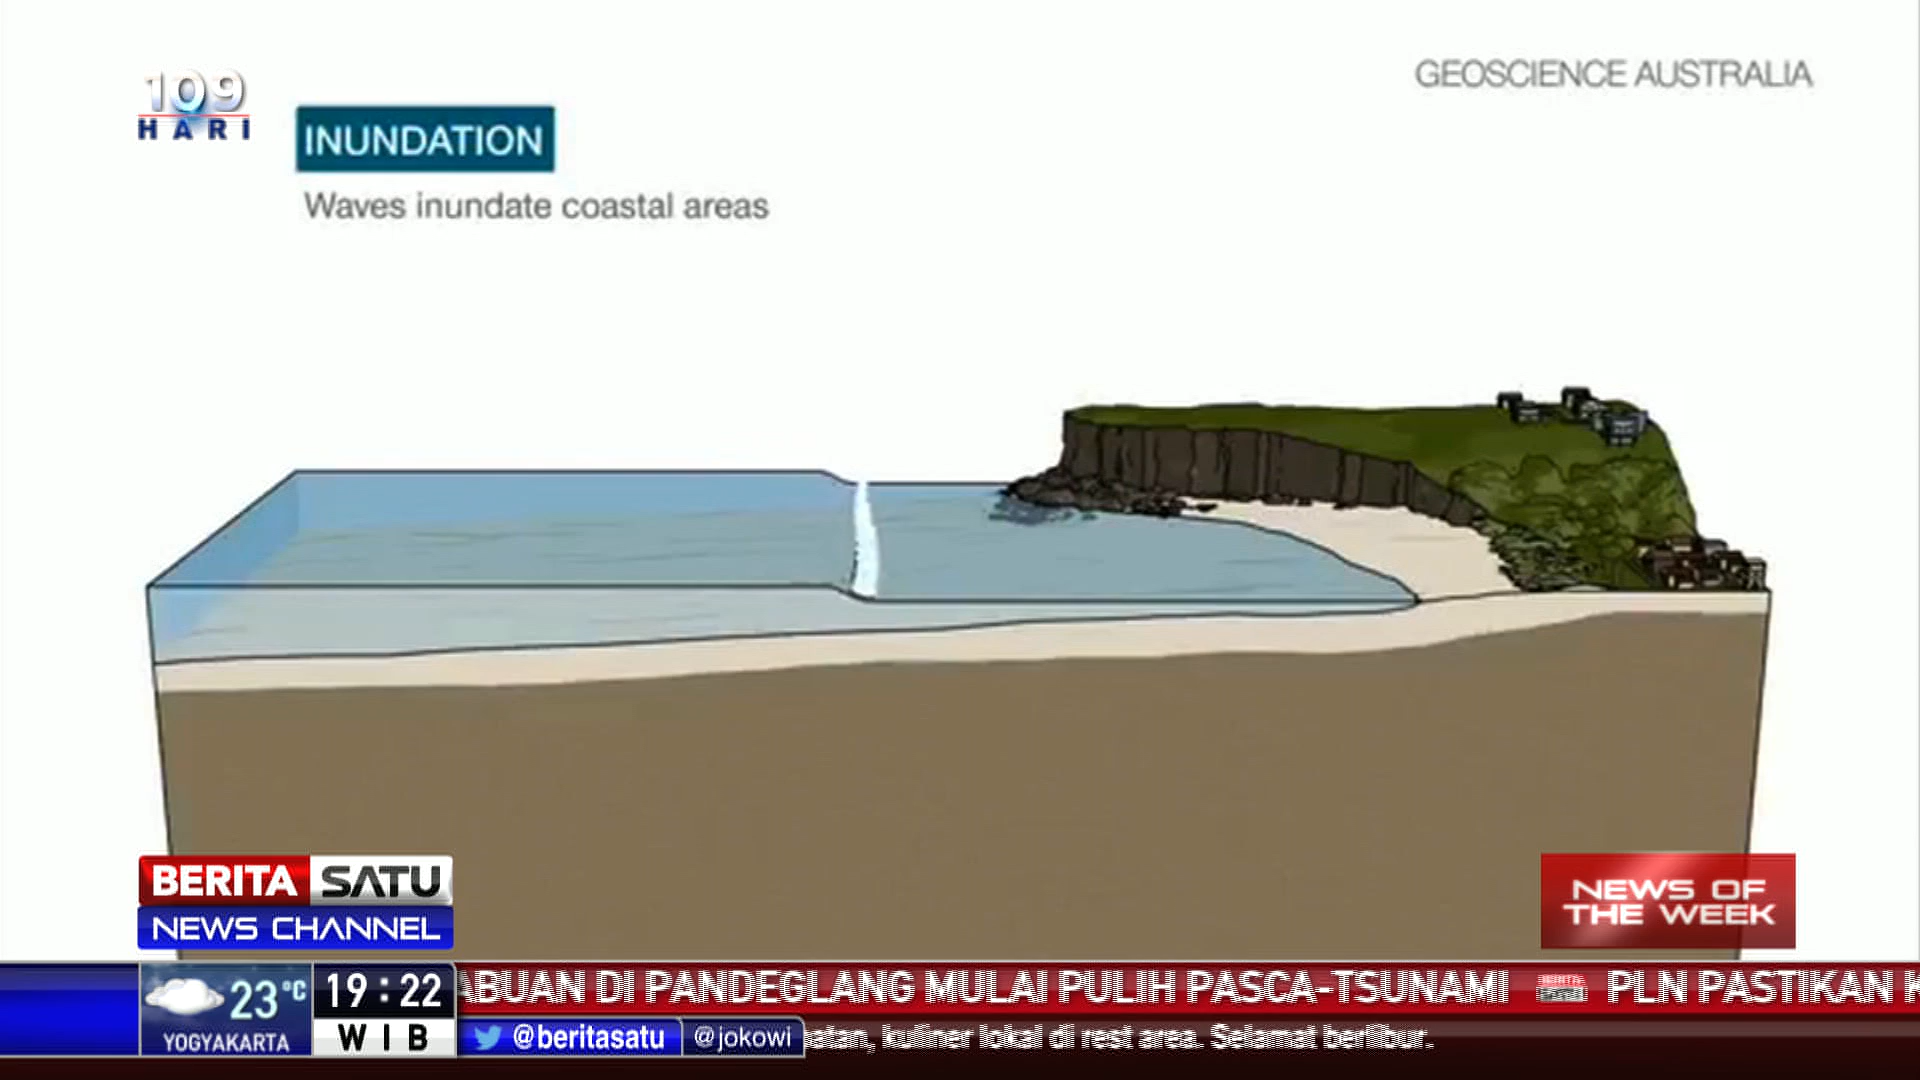 109
HARI
INUNDATION
Waves inundate coastal areas
GEOSCIENCE AUSTRALIA
BERITA SATU
NEWS CHANNEL
NEWS OF
THE WEEK
23°C
YOGYAKARTA
19:22
WIB
ABUAN DI PANDEGLANG MULAI PULIH PASCA-TSUNAMI
PLN PASTIKAN K
@beritasatu
@jokowi
kuliner lokal di rest area. Selamat berlibur.